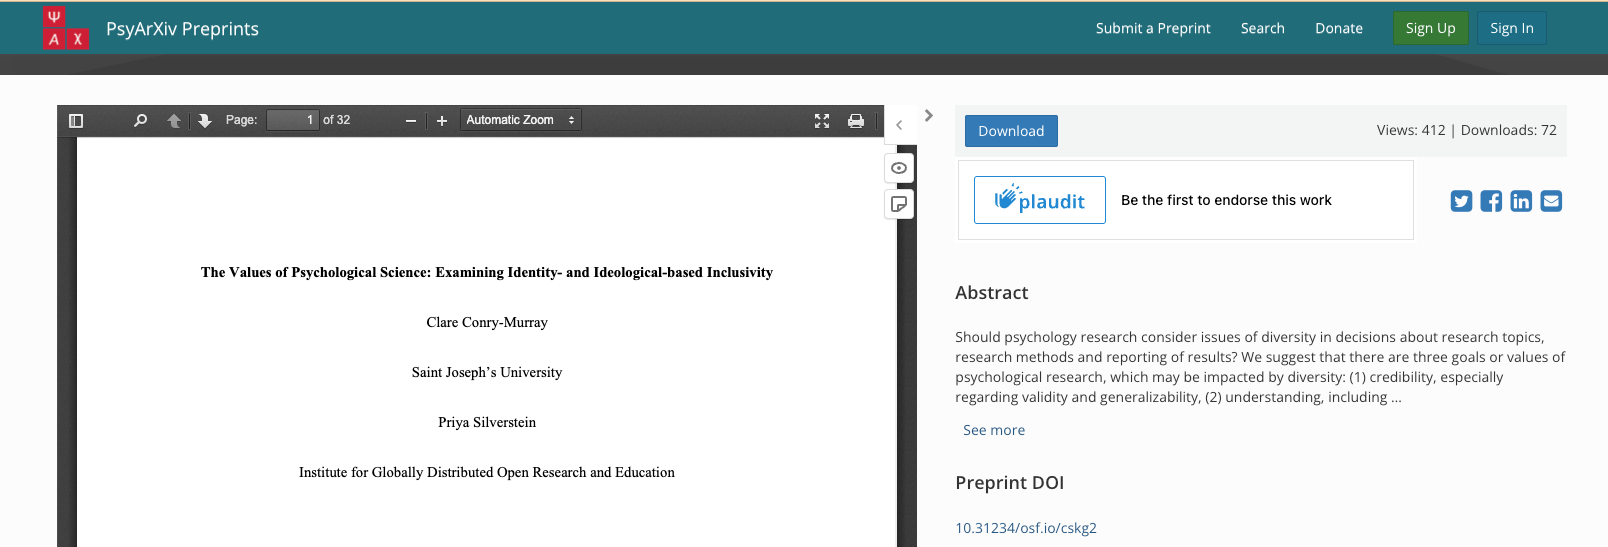 Ψ
A χ
PsyArXiv Preprints
Submit a Preprint
Search
Donate
Sign Up
Sign In
Page: 1 of 32
Automatic Zoom
The Values of Psychological Science: Examining Identity- and Ideological-based Inclusivity
Clare Conry-Murray
Saint Joseph's University
Priya Silverstein
Institute for Globally Distributed Open Research and Education
Download
Views: 412 | Downloads: 72
plaudit
Be the first to endorse this work
Abstract
Should psychology research consider issues of diversity in decisions about research topics,
research methods and reporting of results? We suggest that there are three goals or values of
psychological research, which may be impacted by diversity: (1) credibility, especially
regarding validity and generalizability, (2) understanding, including ...
See more
Preprint DOI
10.31234/osf.io/cskg2